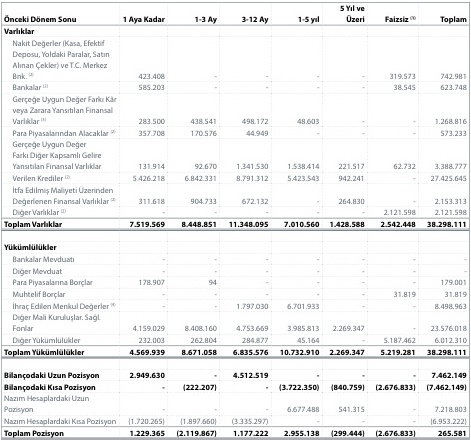 5 Yıl ve
Önceki Dönem Sonu 1 Aya Kadar 1-3 Ay 3-12 Ay 1-5 yıl Üzeri Faizsiz (1) Toplam
Varlıklar
Nakit Değerler (Kasa, Efektif
Deposu, Yoldaki Paralar, Satın
Alınan Çekler) ve T.C. Merkez
Bnk. (2) 423.408 - - - - 319.573 742.981
Bankalar (2) 585.203 - - - - 38.545 623.748
Gerçeğe Uygun Değer Farkı Kâr
veya Zarara Yansıtılan Finansal
Varlıklar (3) 283.500 438.541 498.172 48.603 - - 1.268.816
Para Piyasalarından Alacaklar (2) 357.708 170.576 44.949 - - - 573.233
Gerçeğe Uygun Değer
Farkı Diğer Kapsamlı Gelire
Yansıtılan Finansal Varlıklar 131.914 92.670 1.341.530 1.538.414 221.517 62.732 3.388.777
Verilen Krediler (2) 5.426.218 6.842.331 8.791.312 5.423.543 942.241 - 27.425.645
İtfa Edilmiş Maliyeti Üzerinden
Değerlenen Finansal Varlıklar (2) 311.618 904.733 672.132 - 264.830 - 2.153.313
Diğer Varlıklar (2) - - - - - 2.121.598 2.121.598
Toplam Varlıklar 7.519.569 8.448.851 11.348.095 7.010.560 1.428.588 2.542.448 38.298.111
Yükümlülükler
Bankalar Mevduatı - - - - - - -
Diğer Mevduat - - - - - - -
Para Piyasalarına Borçlar 178.907 94 - - - - 179.001
Muhtelif Borçlar - - - - - 31.819 31.819
İhraç Edilen Menkul Değerler (4) - - 1.797.030 6.701.933 - - 8.498.963
Diğer Mali Kuruluşlar. Sağl.
Fonlar 4.159.029 8.408.160 4.753.669 3.985.813 2.269.347 - 23.576.018
Diğer Yükümlülükler 232.003 262.804 284.877 45.164 - 5.187.462 6.012.310
Toplam Yükümlülükler 4.569.939 8.671.058 6.835.576 10.732.910 2.269.347 5.219.281 38.298.111
Bilançodaki Uzun Pozisyon 2.949.630 - 4.512.519 - - - 7.462.149
Bilançodaki Kısa Pozisyon - (222.207) - (3.722.350) (840.759) (2.676.833) (7.462.149)
Nazım Hesaplardaki Uzun
Pozisyon - - - 6.677.488 541.315 - 7.218.803
Nazım Hesaplardaki Kısa Pozisyon (1.720.265) (1.897.660) (3.335.297) - - - (6.953.222)
Toplam Pozisyon 1.229.365 (2.119.867) 1.177.222 2.955.138 (299.444) (2.676.833) 265.581